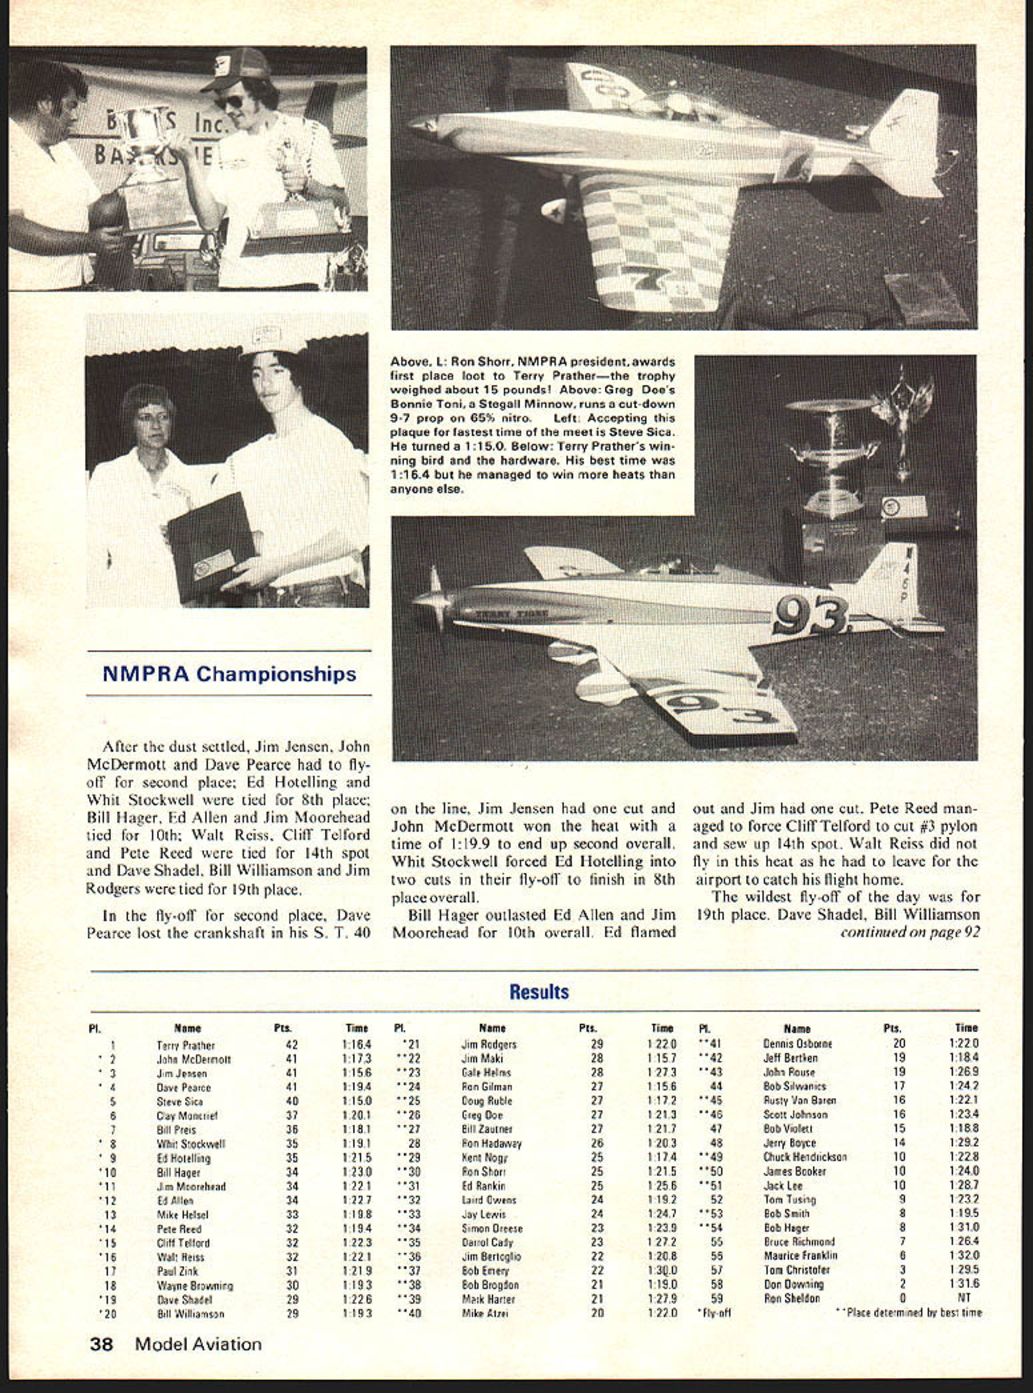 B S Inc.
BA RS IE
8
7
Above, L: Ron Shorr, NMPRA president, awards
first place loot to Terry Prather—the trophy
weighed about 15 pounds! Above: Greg Doe's
Bonnie Toni, a Stegall Minnow, runs a cut-down
9-7 prop on 65% nitro. Left: Accepting this
plaque for fastest time of the meet is Steve Sica.
He turned a 1:15.0. Below: Terry Prather's win-
ning bird and the hardware. His best time was
1:16.4 but he managed to win more heats than
anyone else.
93
93
N46P
NMPRA Championships
After the dust settled, Jim Jensen, John
McDermott and Dave Pearce had to fly-
off for second place; Ed Hotelling and
Whit Stockwell were tied for 8th place;
Bill Hager, Ed Allen and Jim Moorehead
tied for 10th; Walt Reiss, Cliff Telford
and Pete Reed were tied for 14th spot
and Dave Shadel, Bill Williamson and Jim
Rodgers were tied for 19th place.
In the fly-off for second place, Dave
Pearce lost the crankshaft in his S. T. 40
on the line, Jim Jensen had one cut and
John McDermott won the heat with a
time of 1:19.9 to end up second overall.
Whit Stockwell forced Ed Hotelling into
two cuts in their fly-off to finish in 8th
place overall.
Bill Hager outlasted Ed Allen and Jim
Moorehead for 10th overall. Ed flamed
out and Jim had one cut. Pete Reed man-
aged to force Cliff Telford to cut #3 pylon
and sew up 14th spot. Walt Reiss did not
fly in this heat as he had to leave for the
airport to catch his flight home.
The wildest fly-off of the day was for
19th place. Dave Shadel, Bill Williamson
continued on page 92
Results
Pl. Name Pts. Time
1 Terry Prather 42 1:16.4
*2 John McDermott 41 1:17.3
*3 Jim Jensen 41 1:15.6
*4 Dave Pearce 41 1:19.4
5 Steve Sica 40 1:15.0
6 Clay Moncrief 37 1:20.1
7 Bill Preis 36 1:18.1
*8 Whit Stockwell 35 1:19.1
*9 Ed Hotelling 35 1:21.5
*10 Bill Hager 34 1:23.0
*11 Jim Moorehead 34 1:22.1
*12 Ed Allen 34 1:22.7
13 Mike Helsel 33 1:19.8
*14 Pete Reed 32 1:19.4
*15 Cliff Telford 32 1:22.3
*16 Walt Reiss 32 1:22.1
17 Paul Zink 31 1:21.9
18 Wayne Browning 30 1:19.3
*19 Dave Shadel 29 1:22.6
*20 Bill Williamson 29 1:19.3
Pl. Name Pts. Time
*21 Jim Rodgers 29 1:22.0
**22 Jim Maki 28 1:15.7
**23 Gale Helms 28 1:27.3
**24 Ron Gilman 27 1:15.6
**25 Doug Ruble 27 1:17.2
**26 Greg Doe 27 1:21.3
**27 Bill Zautner 27 1:21.7
28 Ron Hadaway 26 1:20.3
**29 Kent Nogy 25 1:17.4
**30 Ron Shorr 25 1:21.5
**31 Ed Rankin 25 1:25.6
**32 Laird Owens 24 1:19.2
**33 Jay Lewis 24 1:24.7
**34 Simon Dreese 23 1:23.9
**35 Darrol Cady 23 1:27.2
**36 Jim Bertoglio 22 1:20.8
**37 Bob Emery 22 1:30.0
**38 Bob Brogdon 21 1:19.0
**39 Mark Harter 21 1:27.9
**40 Mike Atzei 20 1:22.0
Pl. Name Pts. Time
**41 Dennis Osborne 20 1:22.0
**42 Jeff Bertken 19 1:18.4
**43 John Rouse 19 1:26.9
44 Bob Silwanics 17 1:24.2
**45 Rusty Van Baren 16 1:22.1
**46 Scott Johnson 16 1:23.4
47 Bob Violett 15 1:18.8
48 Jerry Boyce 14 1:29.2
**49 Chuck Hendrickson 10 1:22.8
**50 James Booker 10 1:24.0
**51 Jack Lee 10 1:28.7
52 Tom Tusing 9 1:23.2
**53 Bob Smith 8 1:19.5
**54 Bob Hager 8 1:31.0
55 Bruce Richmond 7 1:26.4
56 Maurice Franklin 6 1:32.0
57 Tom Christofer 3 1:29.5
58 Don Downing 2 1:31.6
59 Ron Sheldon 0 NT
*Fly-off **Place determined by best time
38 Model Aviation